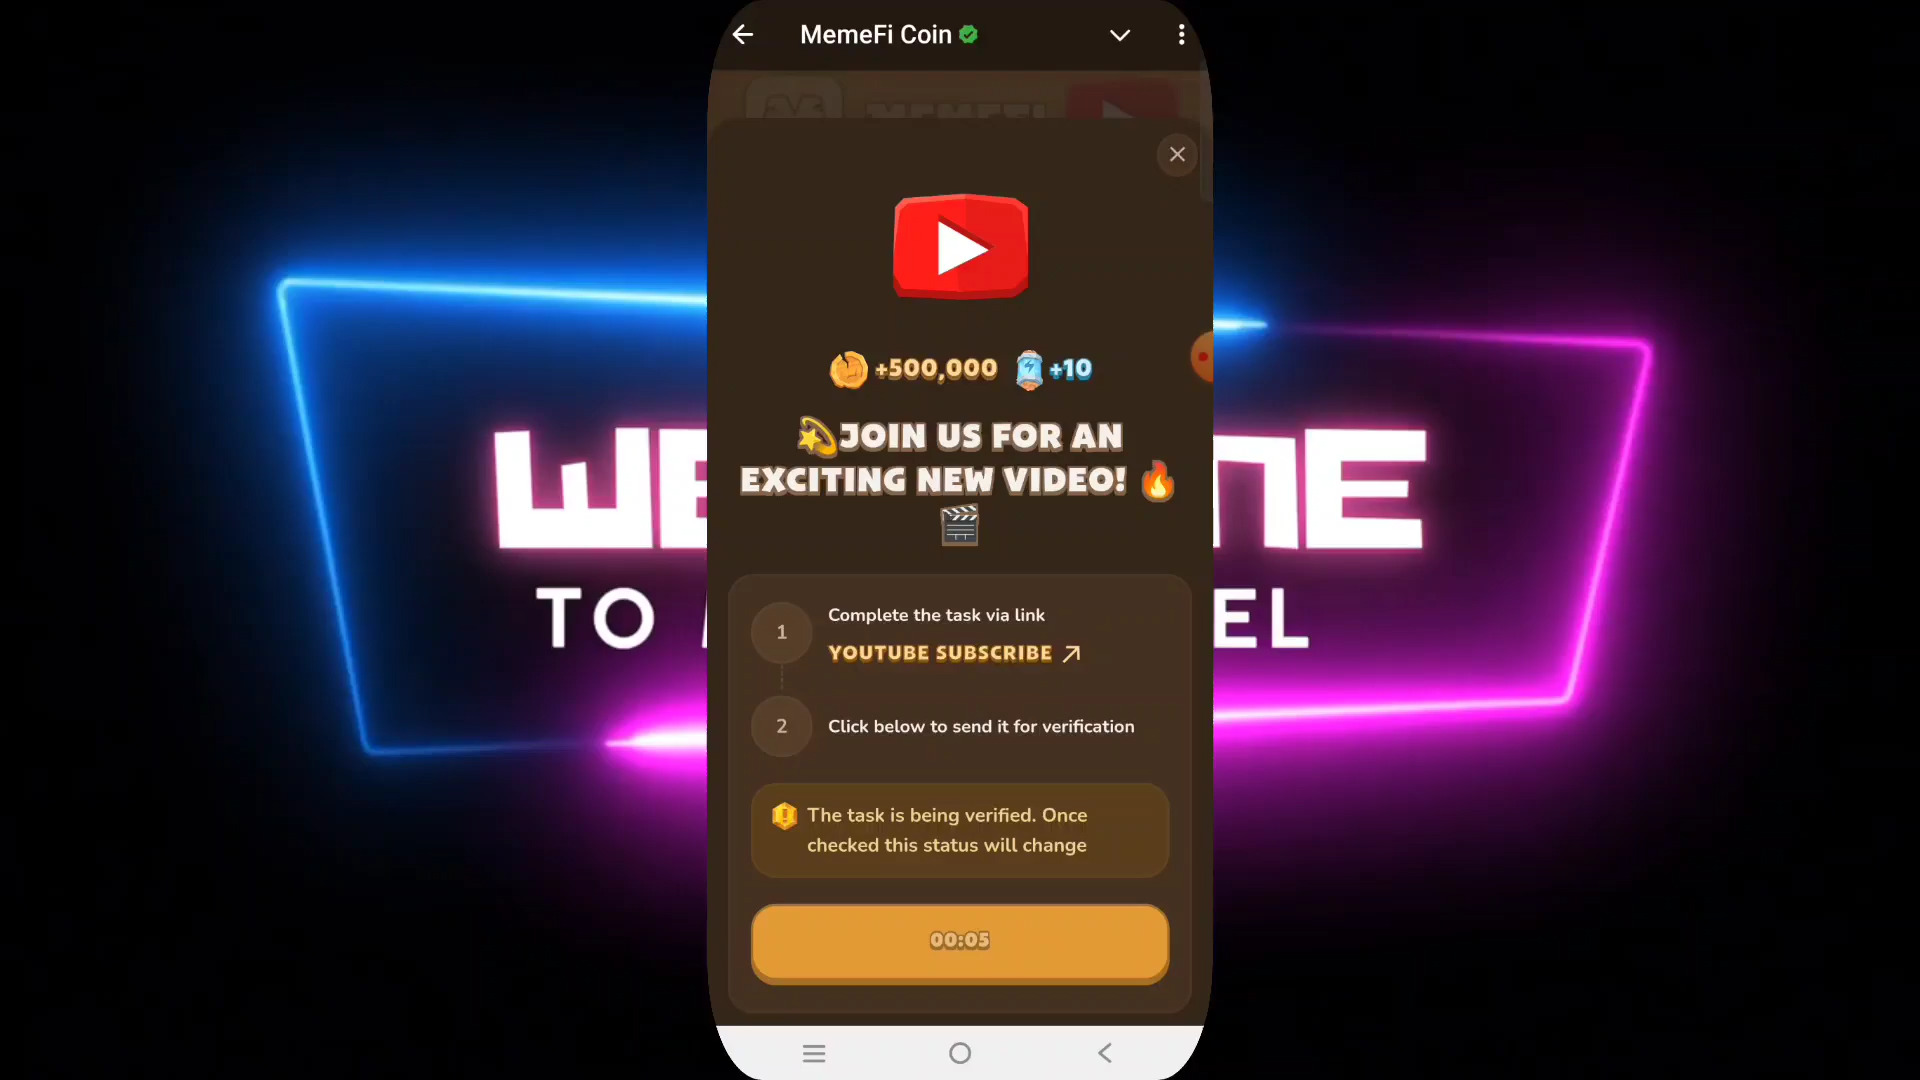 MemeFi Coin
+500,000 +10
💫JOIN US FOR AN
EXCITING NEW VIDEO! 🔥
🎬
1
Complete the task via link
YOUTUBE SUBSCRIBE ↗
2
Click below to send it for verification
The task is being verified. Once
checked this status will change
00:05
TO
EL